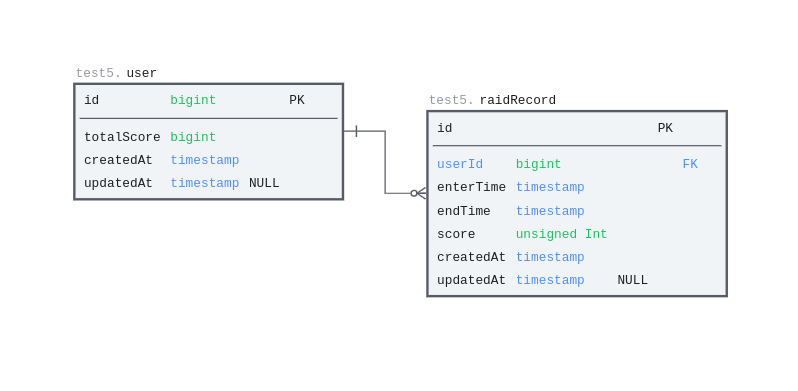 test5. user
id bigint PK
totalScore bigint
createdAt timestamp
updatedAt timestamp NULL
test5. raidRecord
id PK
userId bigint FK
enterTime timestamp
endTime timestamp
score unsigned Int
createdAt timestamp
updatedAt timestamp NULL